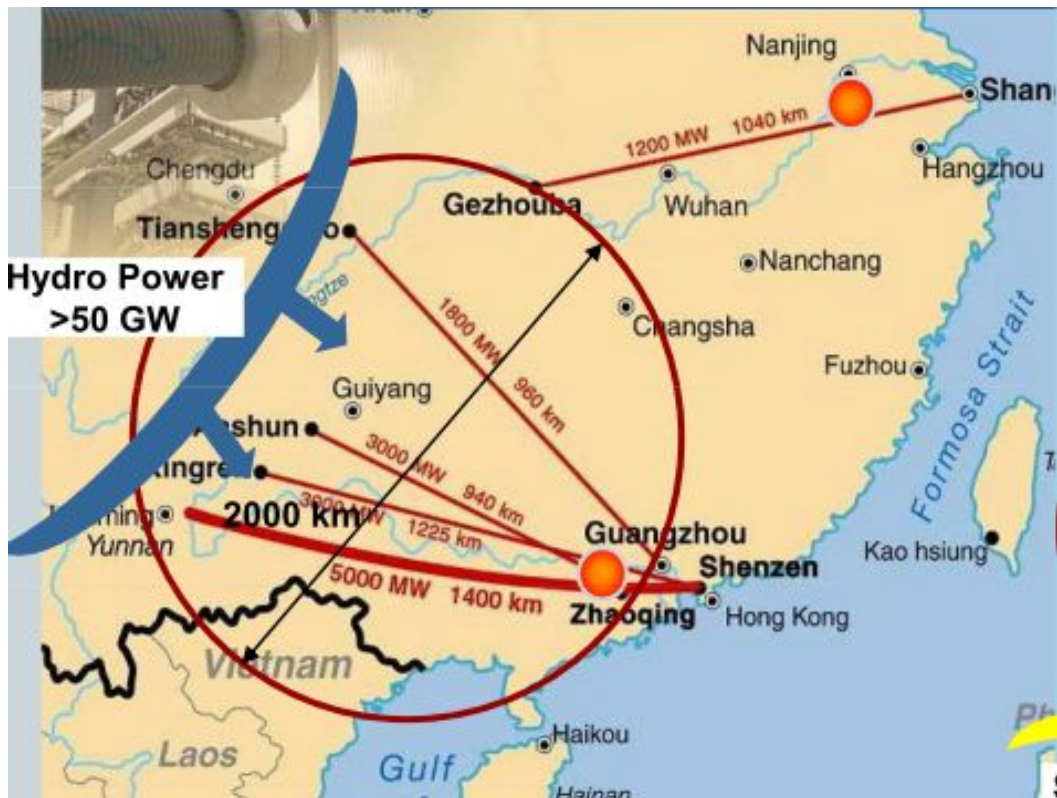 Nanjing
Shan
1200 MW 1040 km
Hangzhou
Chengdu
Gezhouba
Wuhan
Hydro Power
>50 GW
Nanchang
1800 MW
960 km
Changsha
Fuzhou
Formosa Strait
Guiyang
3000 MW
940 km
2000 km
1225 km
Guangzhou
Kao hsiung
Yunnan
5000 MW 1400 km
Shenzen
Zhaoqing
Hong Kong
Vietnam
Haikou
Laos
Gulf
Hainan